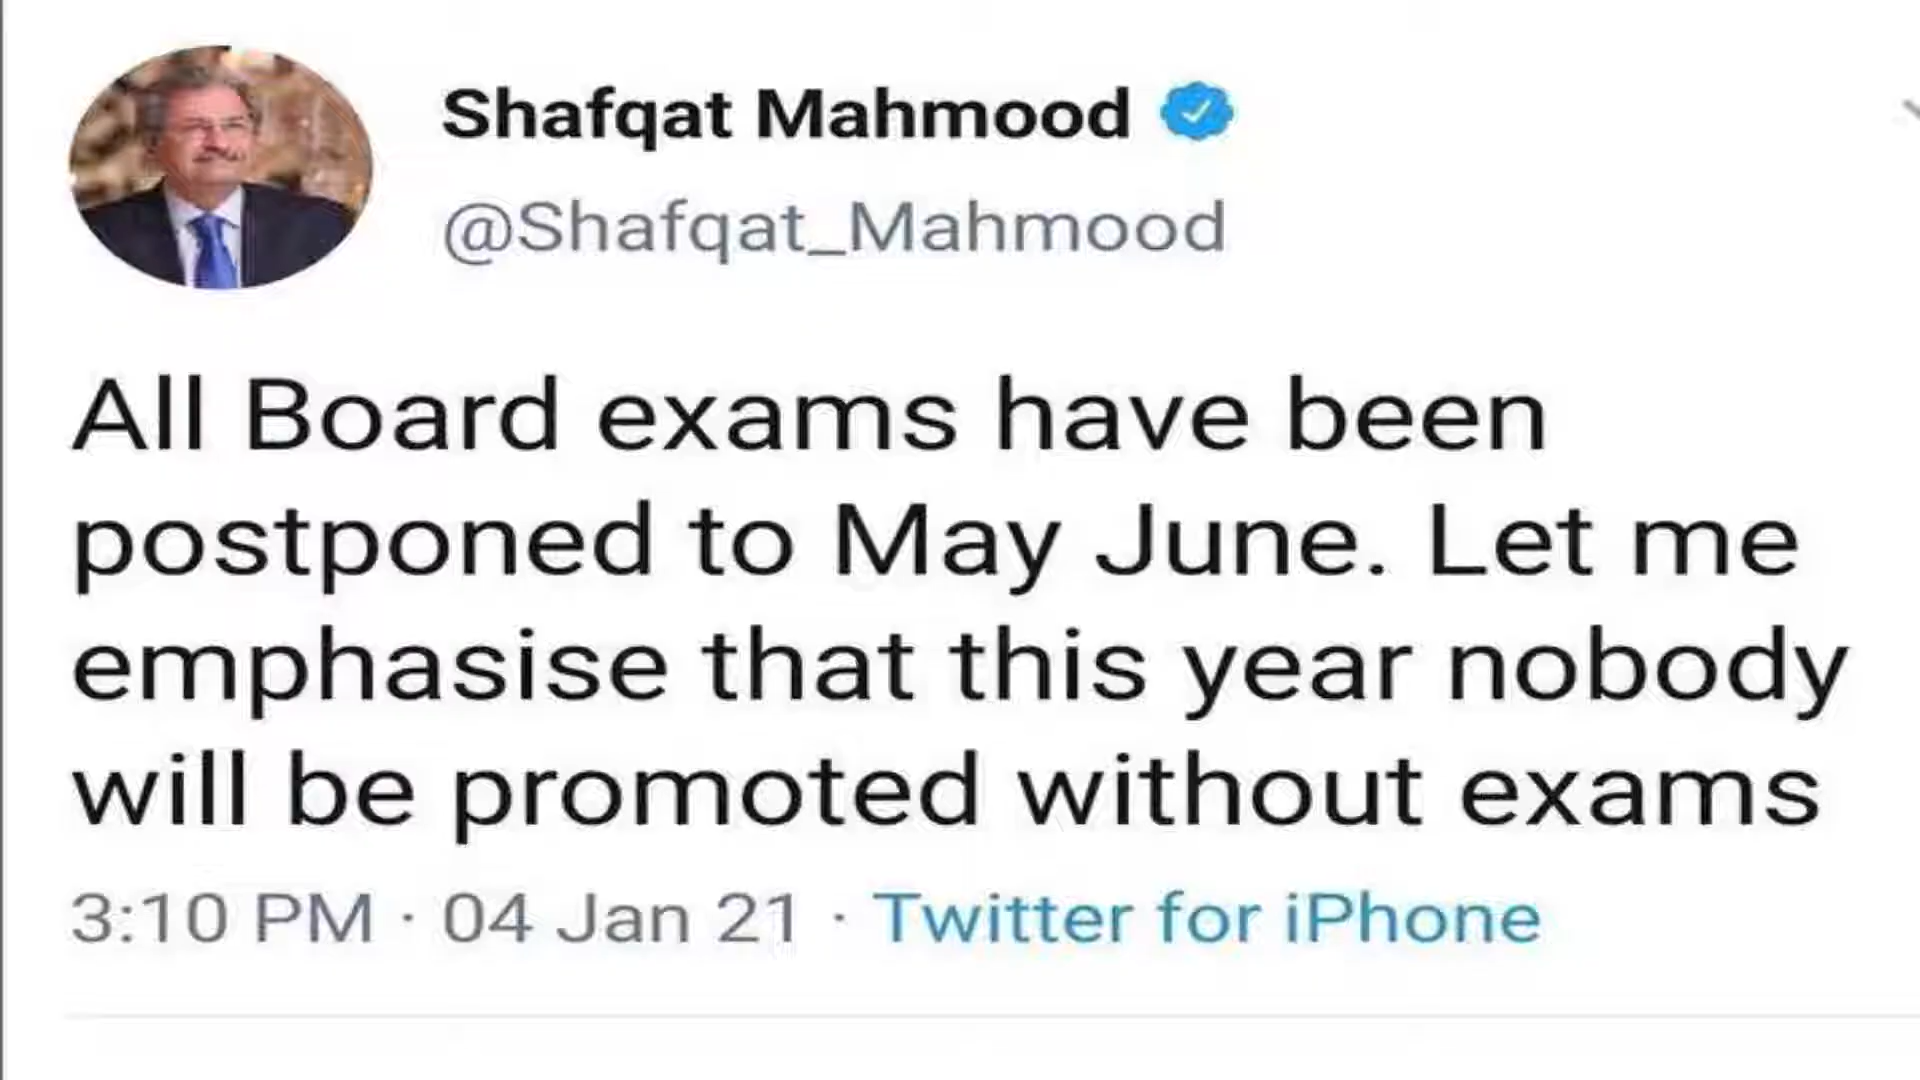 Shafqat Mahmood
@Shafqat_Mahmood
All Board exams have been
postponed to May June. Let me
emphasise that this year nobody
will be promoted without exams
3:10 PM · 04 Jan 21 · Twitter for iPhone